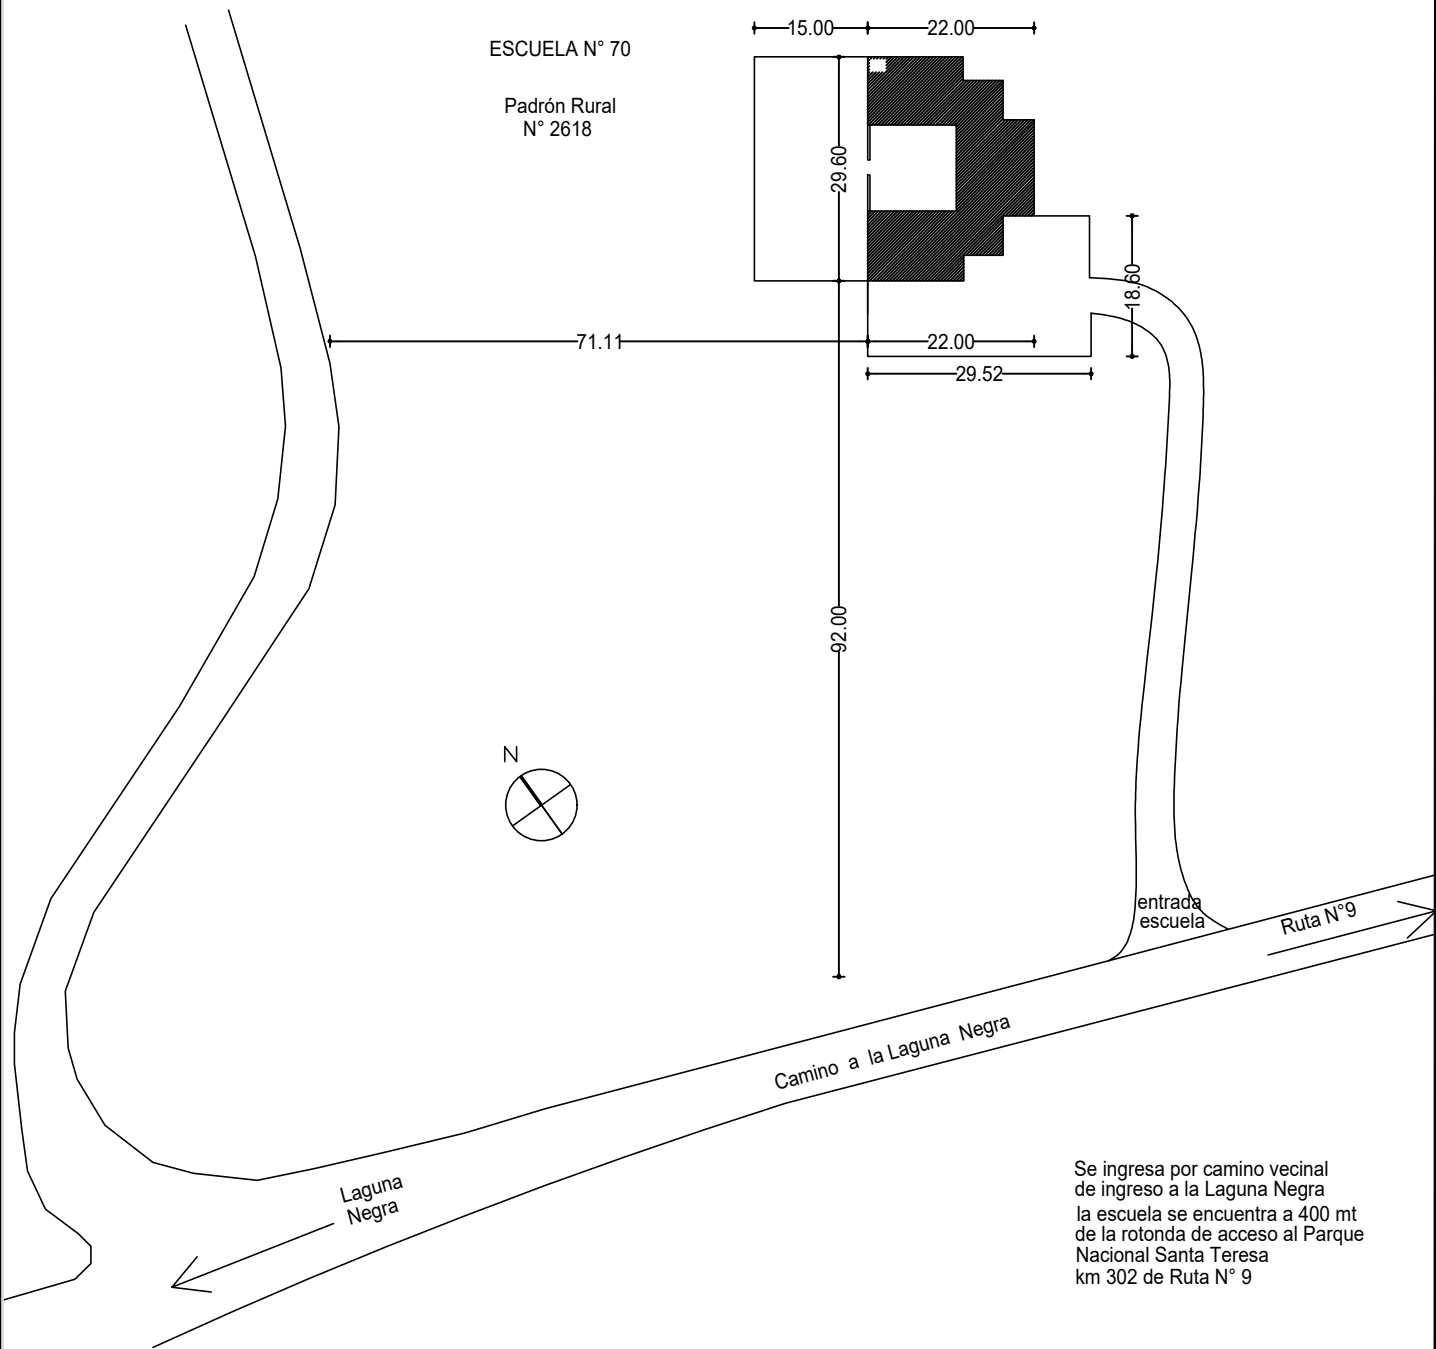 15.00
22.00
ESCUELA N° 70
Padrón Rural
N° 2618
29.60
18.60
71.11
22.00
29.52
92.00
N
entrada
escuela
Ruta N°9
Camino a la Laguna Negra
Laguna
Negra
Se ingresa por camino vecinal
de ingreso a la Laguna Negra
la escuela se encuentra a 400 mt
de la rotonda de acceso al Parque
Nacional Santa Teresa
km 302 de Ruta N° 9